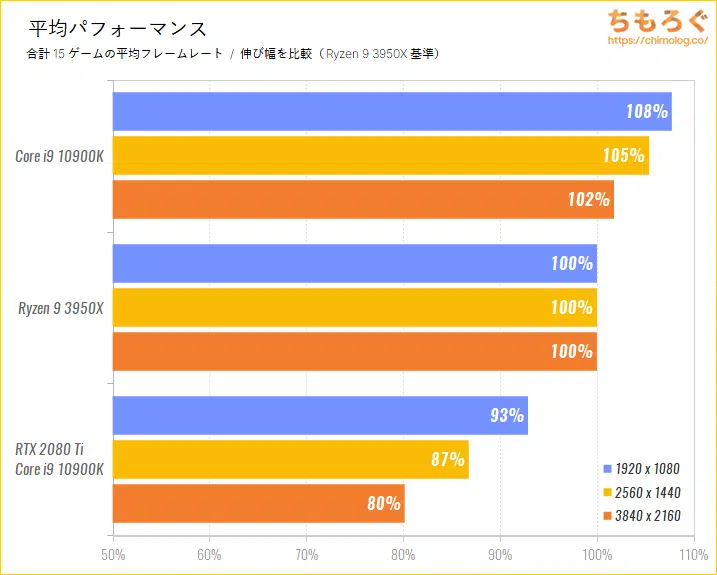 平均パフォーマンス
合計 15 ゲームの平均フレームレート / 伸び幅を比較（Ryzen 9 3950X 基準）
ちもろぐ
https://chimolog.co/
Core i9 10900K
108%
105%
102%
Ryzen 9 3950X
100%
100%
100%
RTX 2080 Ti
Core i9 10900K
93%
87%
80%
1920 x 1080
2560 x 1440
3840 x 2160
50%
60%
70%
80%
90%
100%
110%